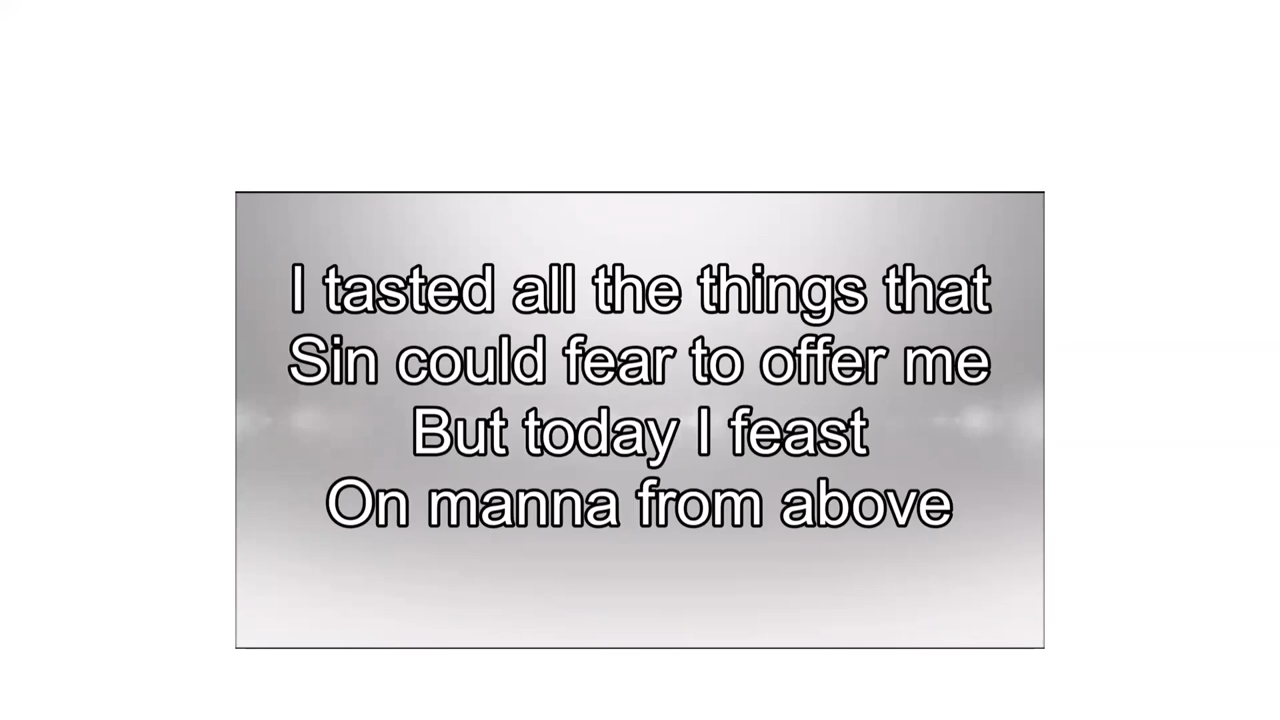 I tasted all the things that
Sin could fear to offer me
But today I feast
On manna from above